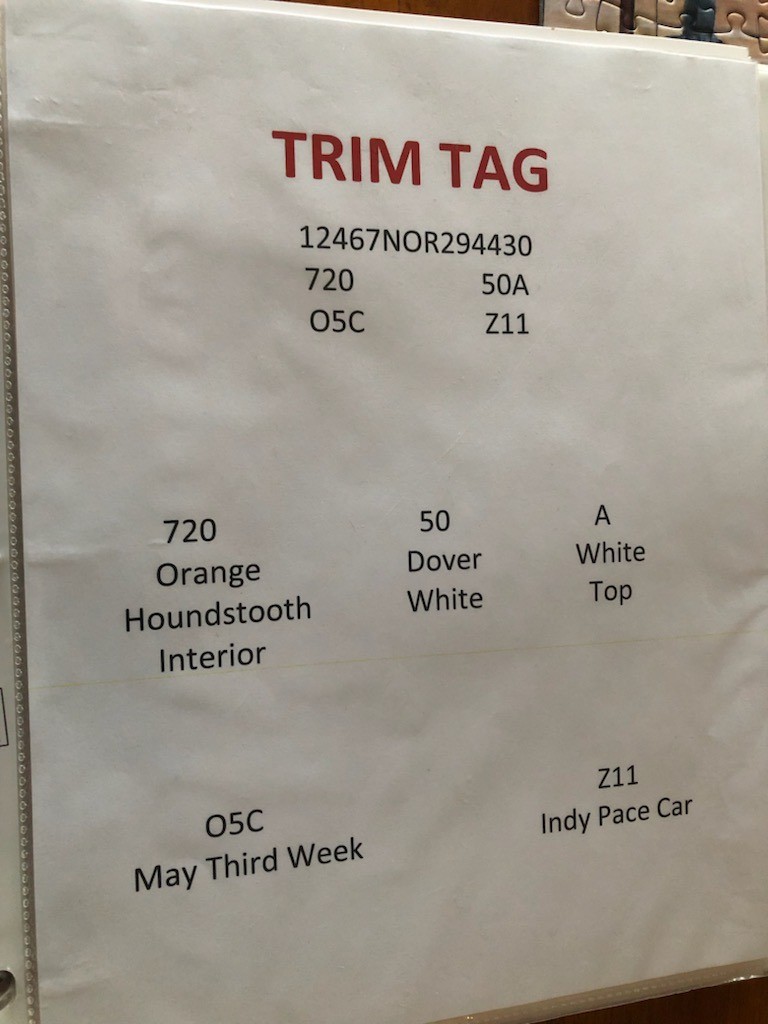 TRIM TAG
12467NOR294430
720 50A
O5C Z11
720 50 A
Orange Dover White
Houndstooth White Top
Interior
O5C Z11
May Third Week Indy Pace Car